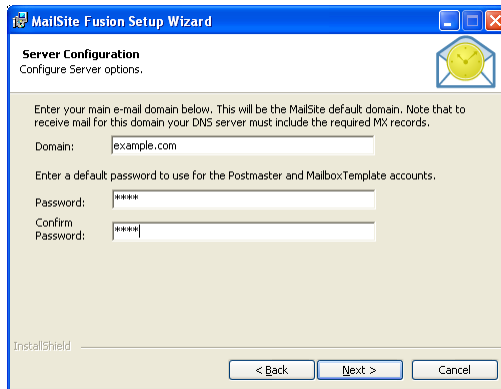 MailSite Fusion Setup Wizard
Server Configuration
Configure Server options.
Enter your main e-mail domain below. This will be the MailSite default domain. Note that to
receive mail for this domain your DNS server must include the required MX records.
Domain: example.com
Enter a default password to use for the Postmaster and MailboxTemplate accounts.
Password: ****
Confirm
Password: ****
InstallShield
< Back Next > Cancel